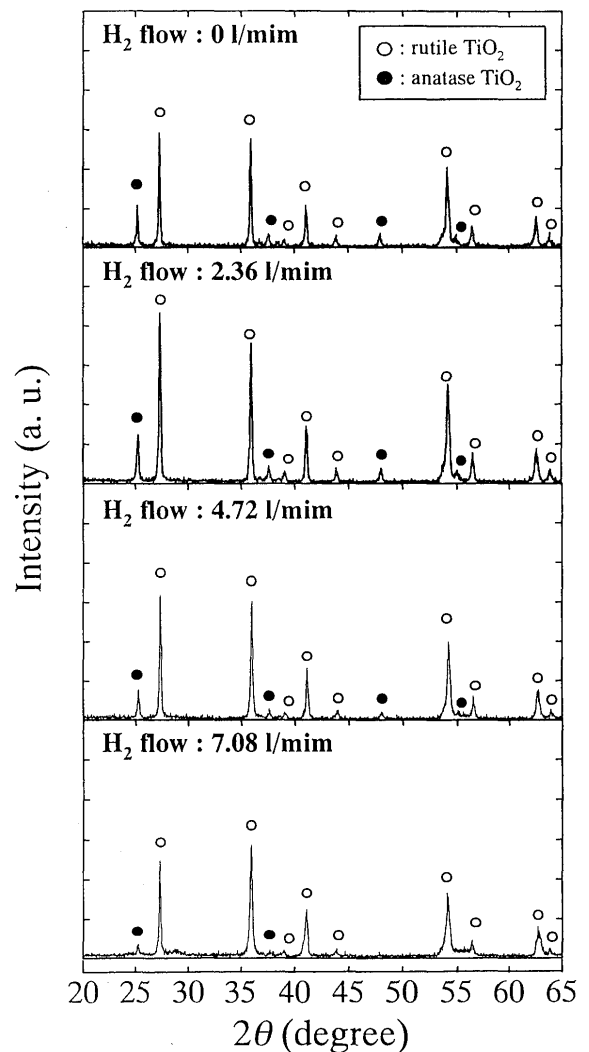 H₂ flow : 0 l/mim
○ : rutile TiO₂
● : anatase TiO₂
H₂ flow : 2.36 l/mim
H₂ flow : 4.72 l/mim
H₂ flow : 7.08 l/mim
Intensity (a. u.)
20 25 30 35 40 45 50 55 60 65
2θ (degree)